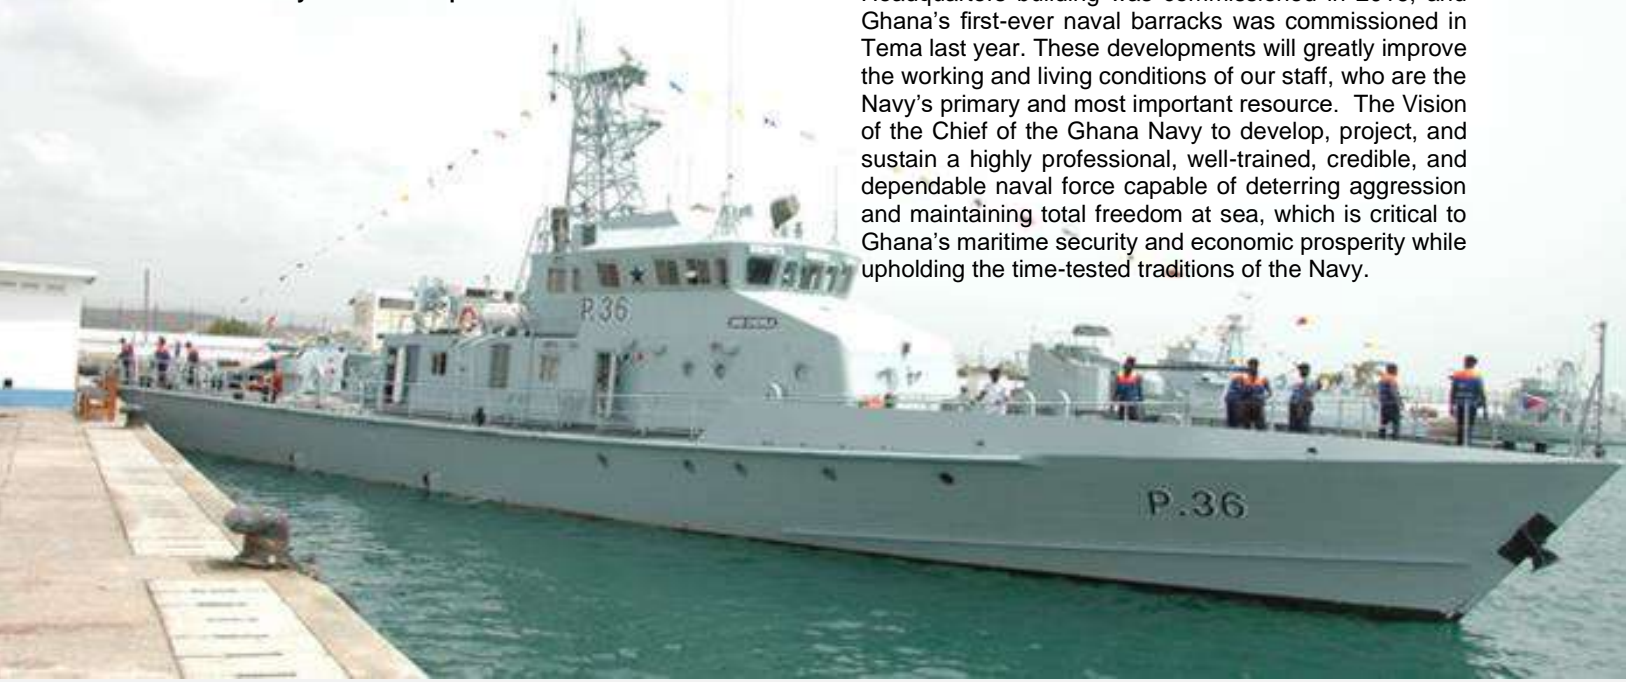 Ghana's first-ever naval barracks was commissioned in
Tema last year. These developments will greatly improve
the working and living conditions of our staff, who are the
Navy's primary and most important resource.  The Vision
of the Chief of the Ghana Navy to develop, project, and
sustain a highly professional, well-trained, credible, and
dependable naval force capable of deterring aggression
and maintaining total freedom at sea, which is critical to
Ghana's maritime security and economic prosperity while
upholding the time-tested traditions of the Navy.
P.36
P.36